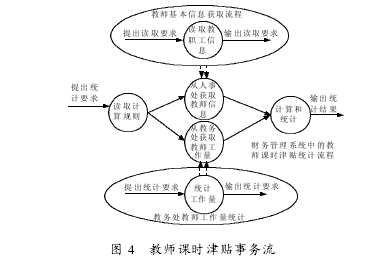 教师基本信息获取流程
提出读取要求
读取教
职工信
息
输出读取要求
提出统
计要求
读取计
算规则
从人事
处获取
教师信
息
从教务
处获取
教师工
作量
计算和
统计
输出统
计结果
财务管理系统中的教
师课时津贴统计流程
提出统计要求
统计
工作量
输出统计要求
教务处教师工作量统计
图 4 教师课时津贴事务流